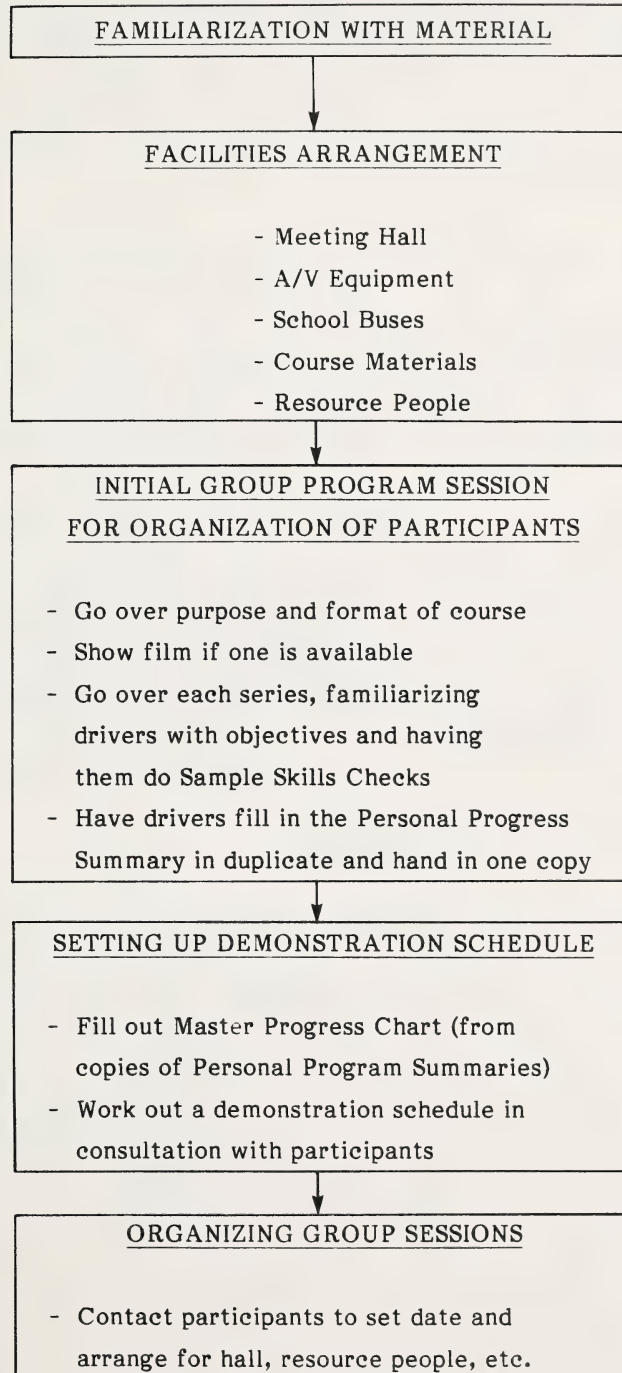 FAMILIARIZATION WITH MATERIAL
FACILITIES ARRANGEMENT
- Meeting Hall
- A/V Equipment
- School Buses
- Course Materials
- Resource People
INITIAL GROUP PROGRAM SESSION
FOR ORGANIZATION OF PARTICIPANTS
- Go over purpose and format of course
- Show film if one is available
- Go over each series, familiarizing
drivers with objectives and having
them do Sample Skills Checks
- Have drivers fill in the Personal Progress
Summary in duplicate and hand in one copy
SETTING UP DEMONSTRATION SCHEDULE
- Fill out Master Progress Chart (from
copies of Personal Program Summaries)
- Work out a demonstration schedule in
consultation with participants
ORGANIZING GROUP SESSIONS
- Contact participants to set date and
arrange for hall, resource people, etc.